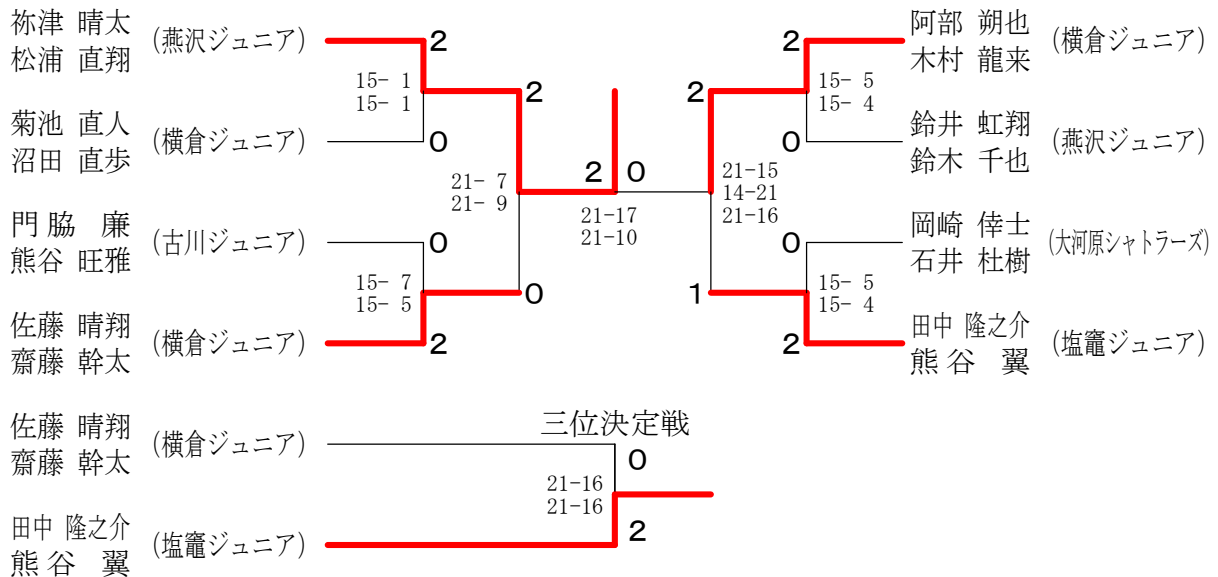 祢津 晴太
松浦 直翔
(燕沢ジュニア)
2
15- 1
15- 1
菊池 直人
沼田 直歩
(横倉ジュニア)
0
2
21- 7
21- 9
門脇 廉
熊谷 旺雅
(古川ジュニア)
0
15- 7
15- 5
佐藤 晴翔
齋藤 幹太
(横倉ジュニア)
2
0
2 0
21-17
21-10
2
阿部 朔也
木村 龍来
(横倉ジュニア)
15- 5
15- 4
2
0
鈴井 虹翔
鈴木 千也
(燕沢ジュニア)
21-15
14-21
21-16
0
岡崎 倖士
石井 杜樹
(大河原シャトラーズ)
15- 5
15- 4
1
2
田中 隆之介
熊谷 翼
(塩竈ジュニア)
三位決定戦
佐藤 晴翔
齋藤 幹太
(横倉ジュニア)
0
21-16
21-16
田中 隆之介
熊谷 翼
(塩竈ジュニア)
2